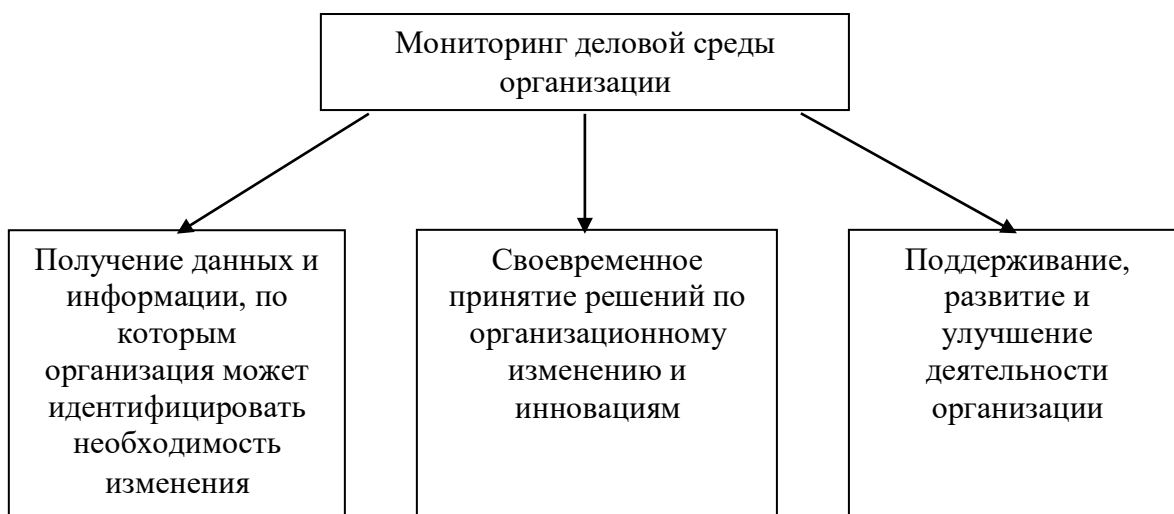 Мониторинг деловой среды
организации
Получение данных и
информации, по
которым
организация может
идентифицировать
необходимость
изменения
Своевременное
принятие решений по
организационному
изменению и
инновациям
Поддерживание,
развитие и
улучшение
деятельности
организации